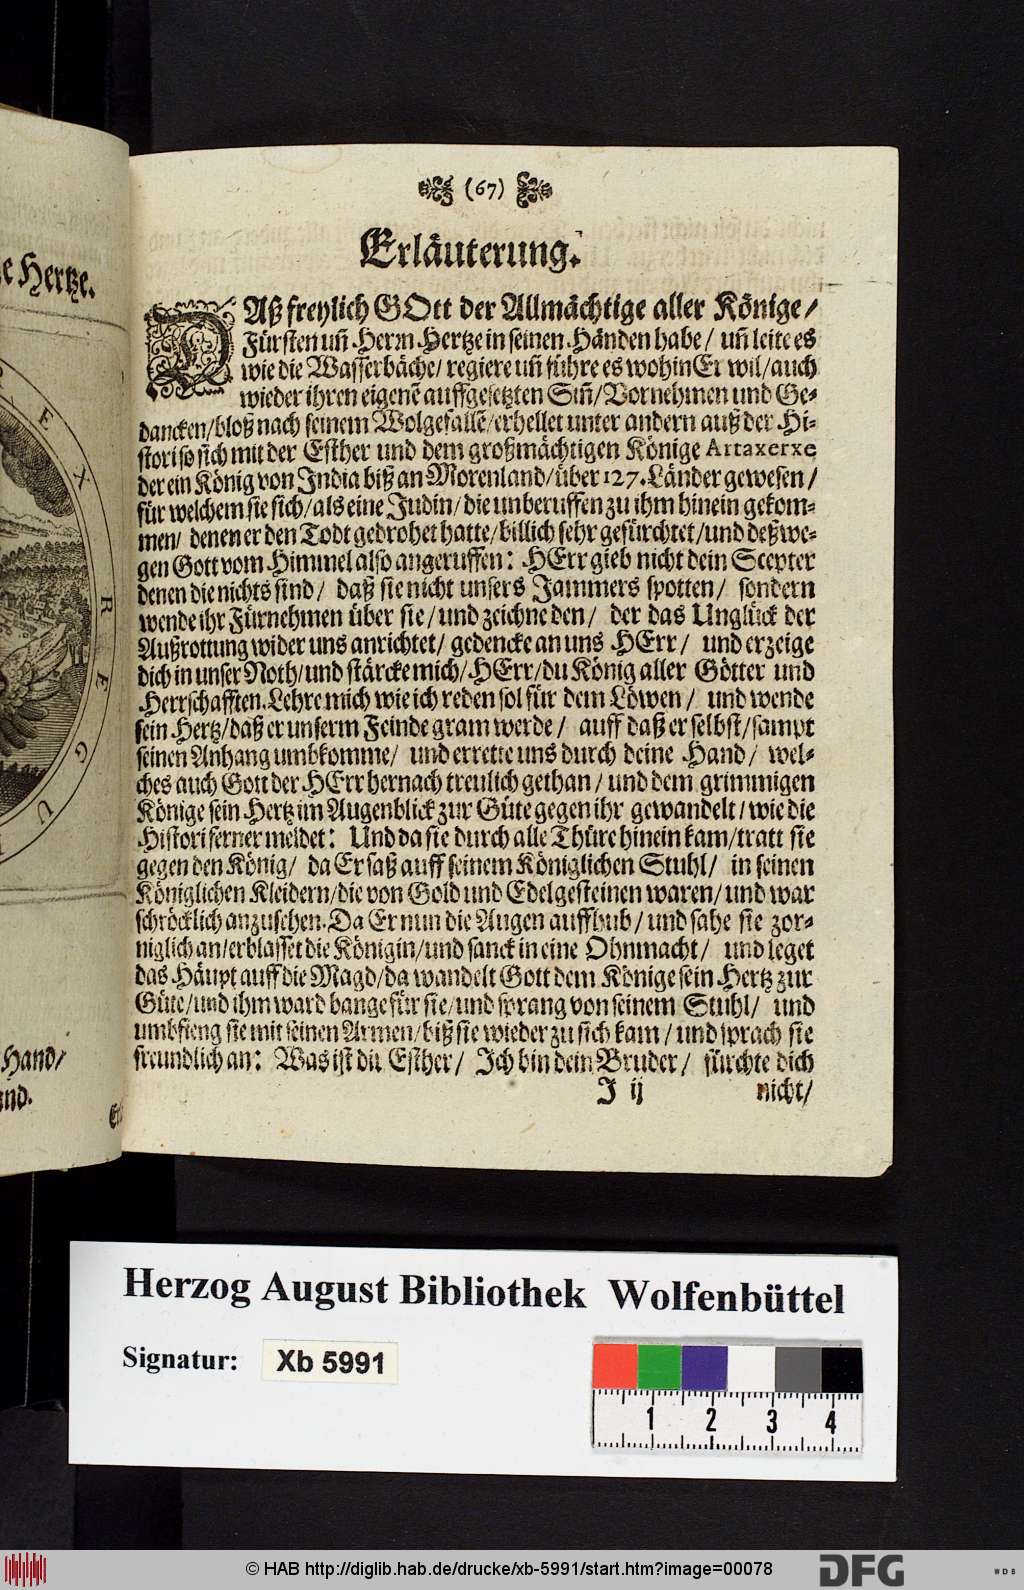 e Hertze.
E X R E G U
Hand/
and.
(67)
Erläuterung.
DAß freylich GOtt der Allmächtige aller Könige/
Fürsten uñ Herrn Hertze in seinen Händen habe/ uñ leite es
wie die Wasserbäche/ regiere uñ führe es wohin Er wil/ auch
wieder ihren eigenē auffgesetzten Siñ/ Vornehmen und Ge-
dancken/ bloß nach seinem Wolgefallē/ erhellet unter andern auß der Hi-
stori so sich mit der Esther und dem großmächtigen Könige Artaxerxe
der ein König von India biß an Morenland/ über 127. Länder gewesen/
für welchem sie sich/ als eine Jüdin/ die unberuffen zu ihm hinein gekom-
men/ denen er den Todt gedrohet hatte/ billich sehr gefürchtet/ und deßwe-
gen Gott vom Himmel also angeruffen: HErr gieb nicht dein Scepter
denen die nichts sind/ daß sie nicht unsers Jammers spotten/ sondern
wende ihr Fürnehmen über sie/ und zeichne den/ der das Unglück der
Außrottung wider uns anrichtet/ gedencke an uns HErr/ und erzeige
dich in unser Noth/ und stärcke mich/ HErr/ du König aller Götter und
Herrschafften. Lehre mich wie ich reden sol für dem Löwen/ und wende
sein Hertz/ daß er unserm Feinde gram werde/ auff daß er selbst/ sampt
seinen Anhang umbkomme/ und errette uns durch deine Hand/ wel-
ches auch Gott der HErr hernach treulich gethan/ und dem grimmigen
Könige sein Hertz im Augenblick zur Güte gegen ihr gewandelt/ wie die
Histori ferner meldet: Und da sie durch alle Thüre hinein kam/ tratt sie
gegen den König/ da Er saß auff seinem Königlichen Stuhl/ in seinen
Königlichen Kleidern/ die von Gold und Edelgesteinen waren/ und war
schröcklich anzusehen. Da Er nun die Augen auffhub/ und sahe sie zor-
niglich an/ erblasset die Königin/ und sanck in eine Ohnmacht/ und leget
das Häupt auff die Magd/ da wandelt Gott dem Könige sein Hertz zur
Güte/ und ihm ward bange für sie/ und sprang von seinem Stuhl/ und
umbfieng sie mit seinen Armen/ biß sie wieder zu sich kam/ und sprach sie
freundlich an: Was ist dir Esther/ Ich bin dein Bruder/ fürchte dich
J ij nicht/
Herzog August Bibliothek Wolfenbüttel
Signatur: Xb 5991
1 2 3 4
© HAB http://diglib.hab.de/drucke/xb-5991/start.htm?image=00078
DFG
WDB